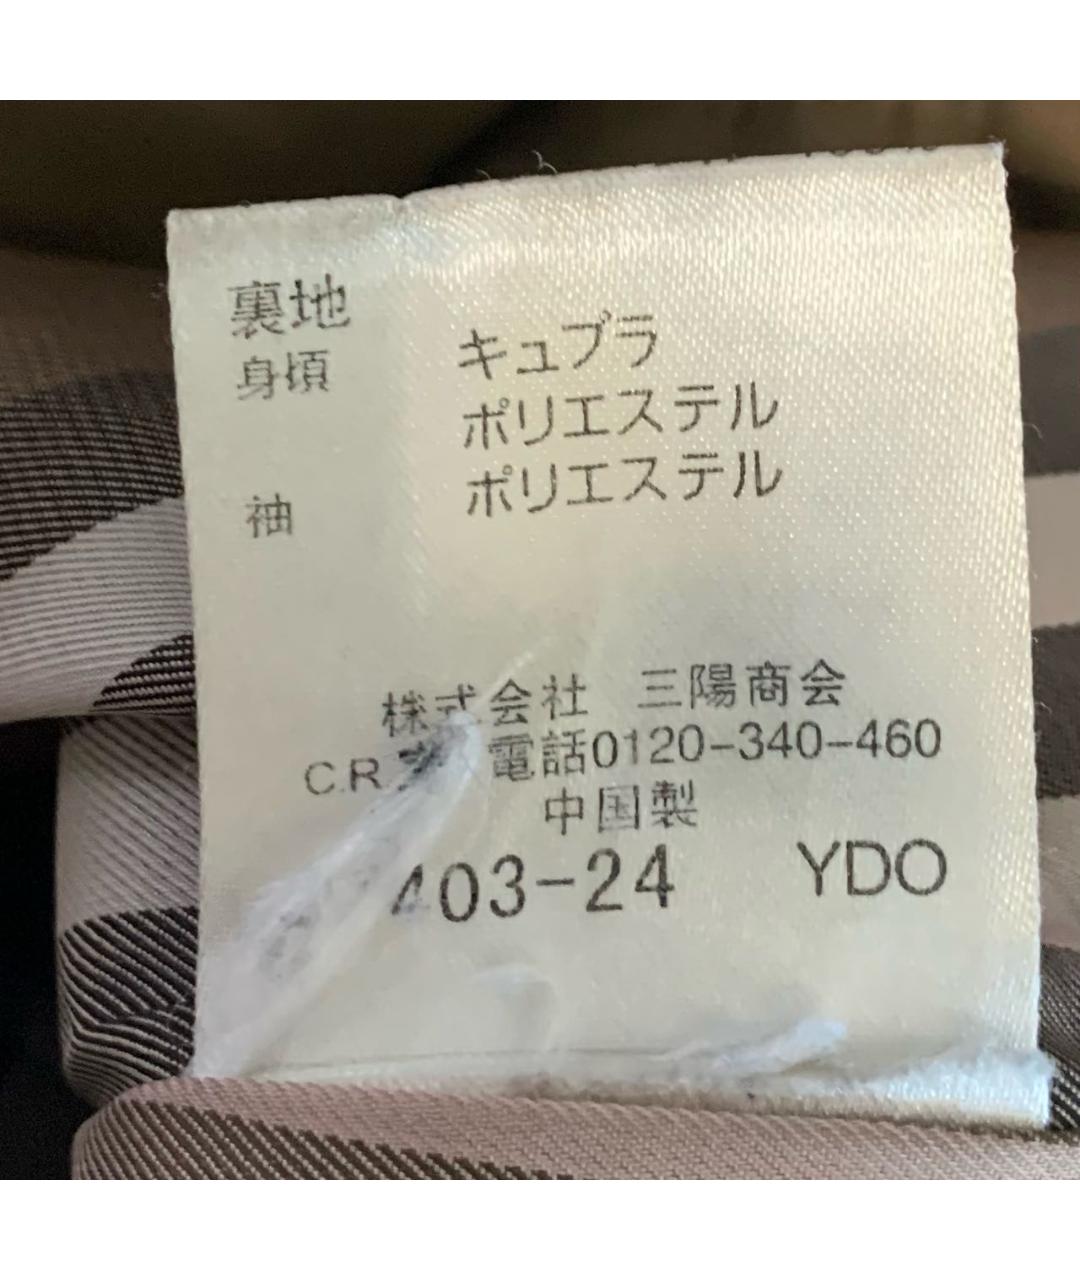 裏地
身頃 キュプラ
ポリエステル
袖 ポリエステル
株式会社 三陽商会
C.R 電話0120-340-460
中国製
403-24 YDO